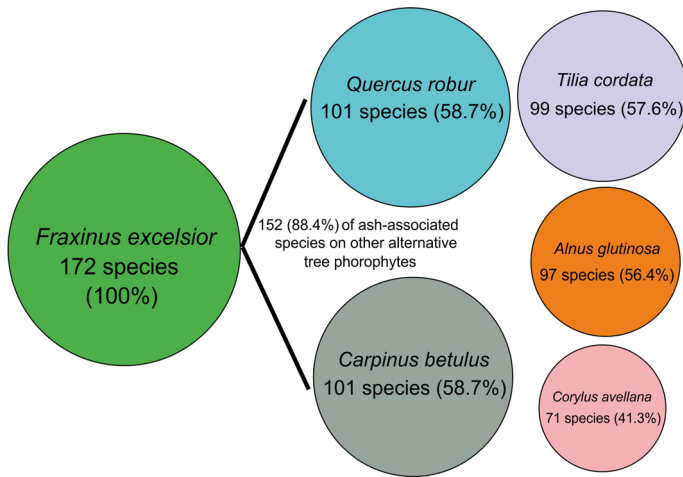 Fraxinus excelsior
172 species
(100%)
Quercus robur
101 species (58.7%)
152 (88.4%) of ash-associated
species on other alternative
tree phorophytes
Carpinus betulus
101 species (58.7%)
Tilia cordata
99 species (57.6%)
Alnus glutinosa
97 species (56.4%)
Corylus avellana
71 species (41.3%)